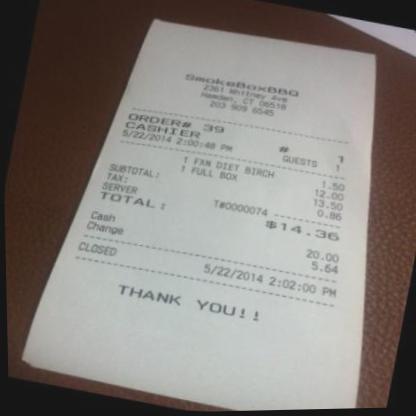 SmokeBoxBBQ
2361 Whitney Ave
Hamden, CT 06518
203 909 6545
ORDER# 39
CASHIER # 1
5/22/2014 2:00:48 PM GUESTS 1
1 FXN DIET BIRCH 1.50
1 FULL BOX 12.00
SUBTOTAL: 13.50
TAX: 0.86
SERVER T#0000074
TOTAL: $14.36
Cash 20.00
Change 5.64
CLOSED 5/22/2014 2:02:00 PM
THANK YOU!!